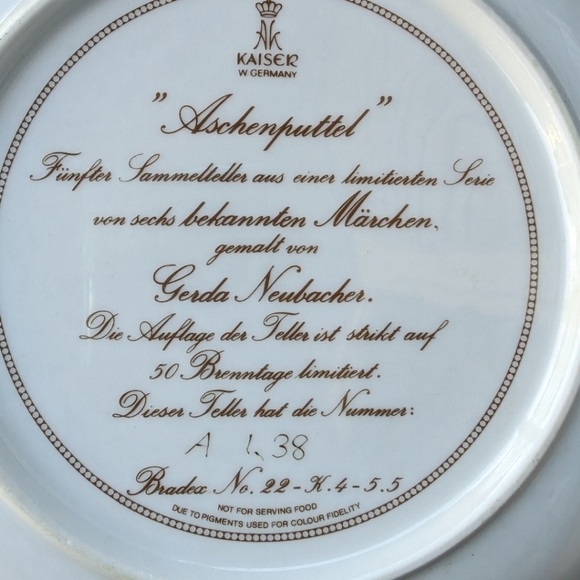 AK
KAISER
W. GERMANY
"Aschenputtel"
Fünfter Sammelteller aus einer limitierten Serie
von sechs bekannten Märchen,
gemalt von
Gerda Neubacher.
Die Auflage der Teller ist strikt auf
50 Brenntage limitiert.
Dieser Teller hat die Nummer:
A 1. 38
Bradex No. 22-K.4-5.5
NOT FOR SERVING FOOD
DUE TO PIGMENTS USED FOR COLOUR FIDELITY